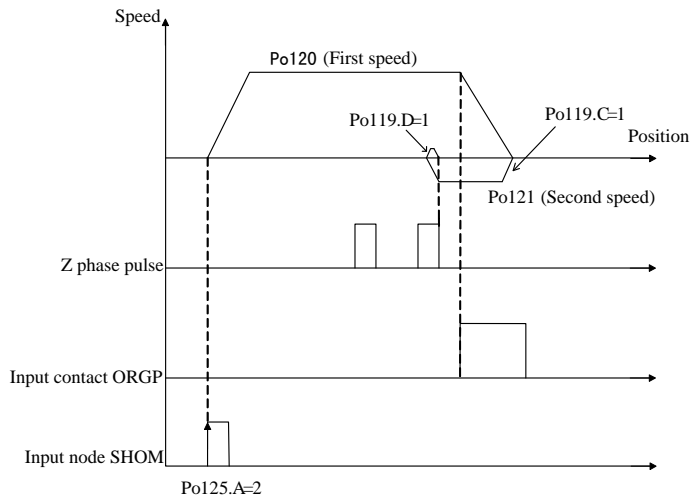 Speed
Po120 (First speed)
Po119.D=1
Po119.C=1
Position
Po121 (Second speed)
Z phase pulse
Input contact ORGP
Input node SHOM
Po125.A=2